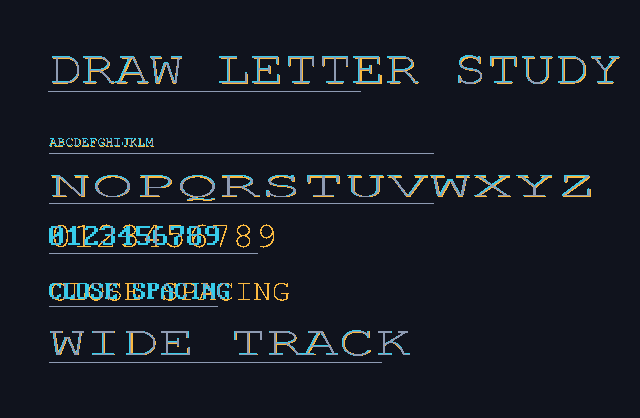 DRAW LETTER STUDY
ABCDEFGHIJKLM
NOPQRSTUVWXYZ
0123456789
CLOSE SPACING
WIDE TRACK